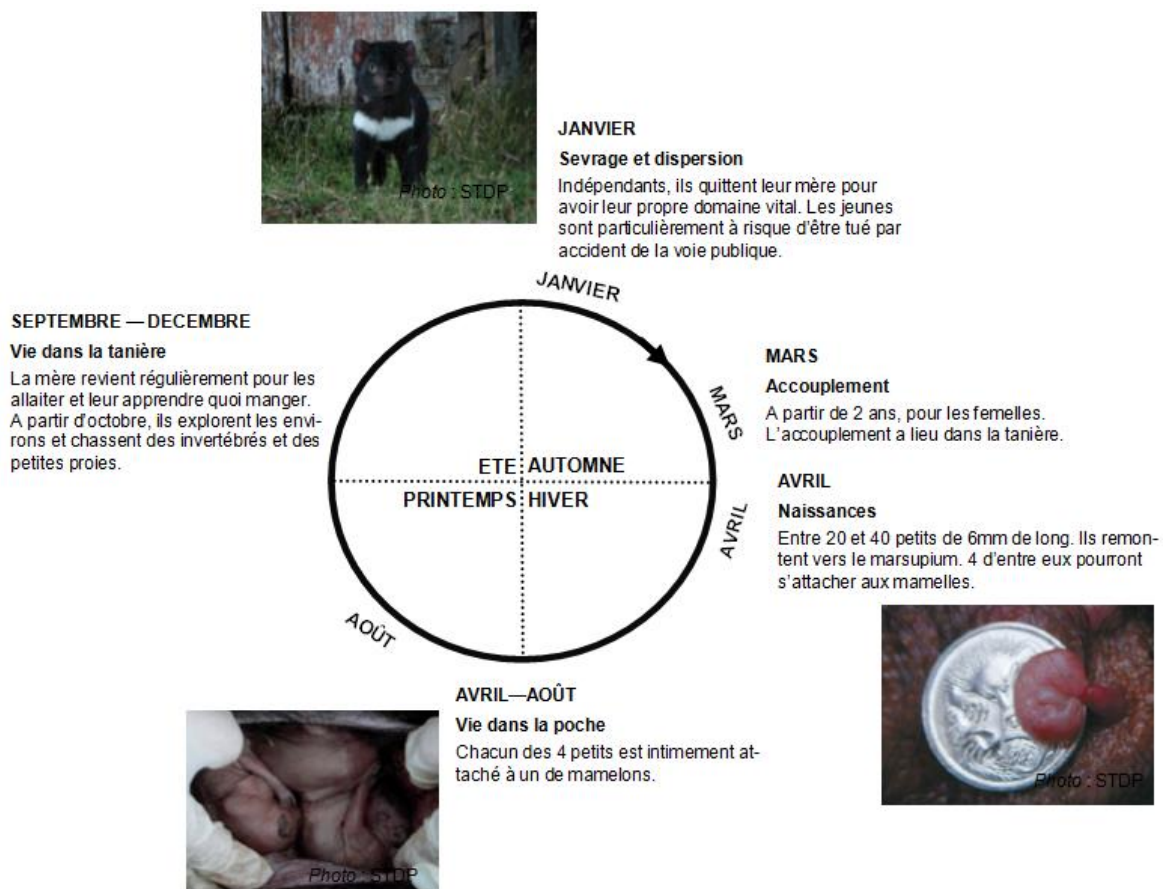 Photo : STDP
JANVIER
Sevrage et dispersion
Indépendants, ils quittent leur mère pour
avoir leur propre domaine vital. Les jeunes
sont particulièrement à risque d'être tué par
accident de la voie publique.
JANVIER
SEPTEMBRE — DECEMBRE
Vie dans la tanière
La mère revient régulièrement pour les
allaiter et leur apprendre quoi manger.
A partir d'octobre, ils explorent les envi-
rons et chassent des invertébrés et des
petites proies.
MARS
MARS
Accouplement
A partir de 2 ans, pour les femelles.
L'accouplement a lieu dans la tanière.
ETE AUTOMNE
PRINTEMPS HIVER
AVRIL
AVRIL
Naissances
Entre 20 et 40 petits de 6mm de long. Ils remon-
tent vers le marsupium. 4 d'entre eux pourront
s'attacher aux mamelles.
Photo : STDP
AOÛT
AVRIL—AOÛT
Vie dans la poche
Chacun des 4 petits est intimement at-
taché à un de mamelons.
Photo : STDP